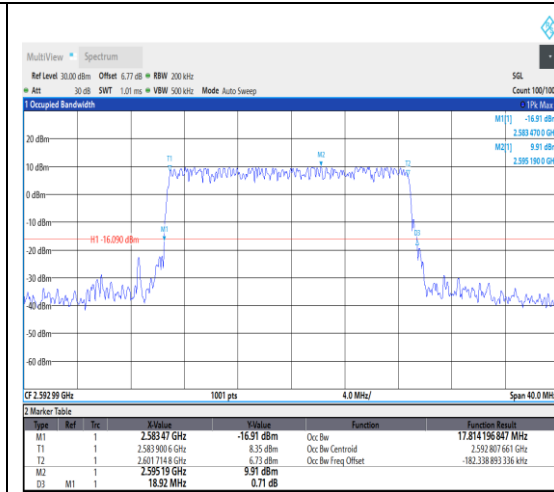 MultiView Spectrum
Ref Level 30.00 dBm Offset 6.77 dB RBW 200 kHz SGL
Att 30 dB SWT 1.01 ms VBW 500 kHz Mode Auto Sweep Count 100/100
1 Occupied Bandwidth 1Pk Max
M1[1] -16.91 dBm
2.583 470 0 GHz
M2[1] 9.91 dBm
2.595 190 0 GHz
20 dBm
T1 M2 T2
10 dBm
0 dBm
-10 dBm
M1 D3
H1 -16.090 dBm
-20 dBm
-30 dBm
-40 dBm
-50 dBm
-60 dBm
CF 2.592 99 GHz 1001 pts 4.0 MHz/ Span 40.0 MHz
2 Marker Table
Type Ref Trc X-Value Y-Value Function Function Result
M1 1 2.583 47 GHz -16.91 dBm Occ Bw 17.814 196 847 MHz
T1 1 2.583 900 6 GHz 8.35 dBm Occ Bw Centroid 2.592 807 661 GHz
T2 1 2.601 714 8 GHz 6.73 dBm Occ Bw Freq Offset -182.338 893 336 kHz
M2 1 2.595 19 GHz 9.91 dBm
D3 M1 1 18.92 MHz 0.71 dB